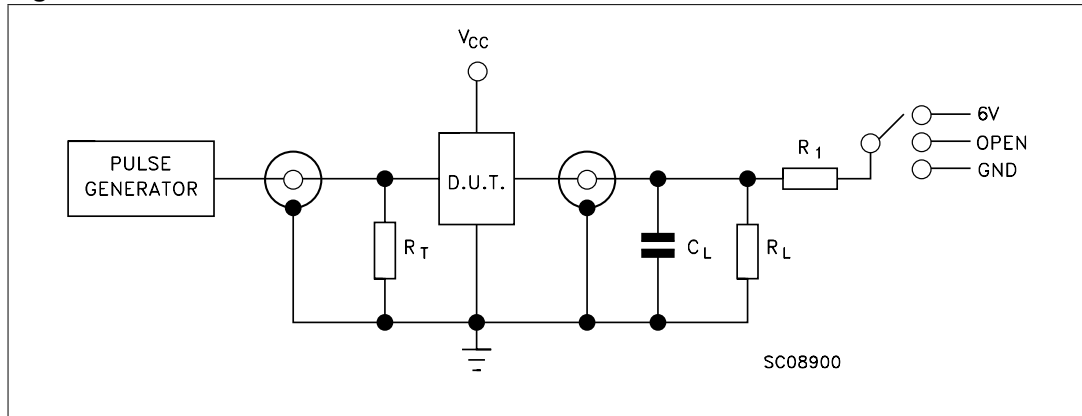 VCC
PULSE
GENERATOR
D.U.T.
RT
CL
RL
R1
6V
OPEN
GND
SC08900